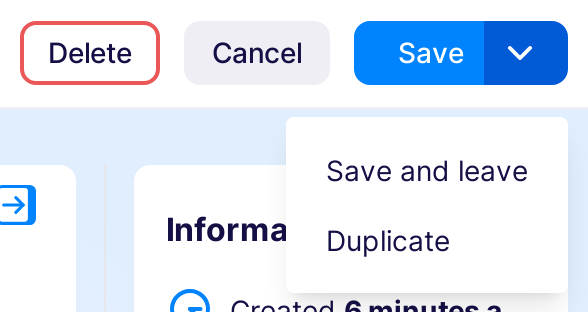 Delete
Cancel
Save
Save and leave
Duplicate
Informa
Created 6 minutes a